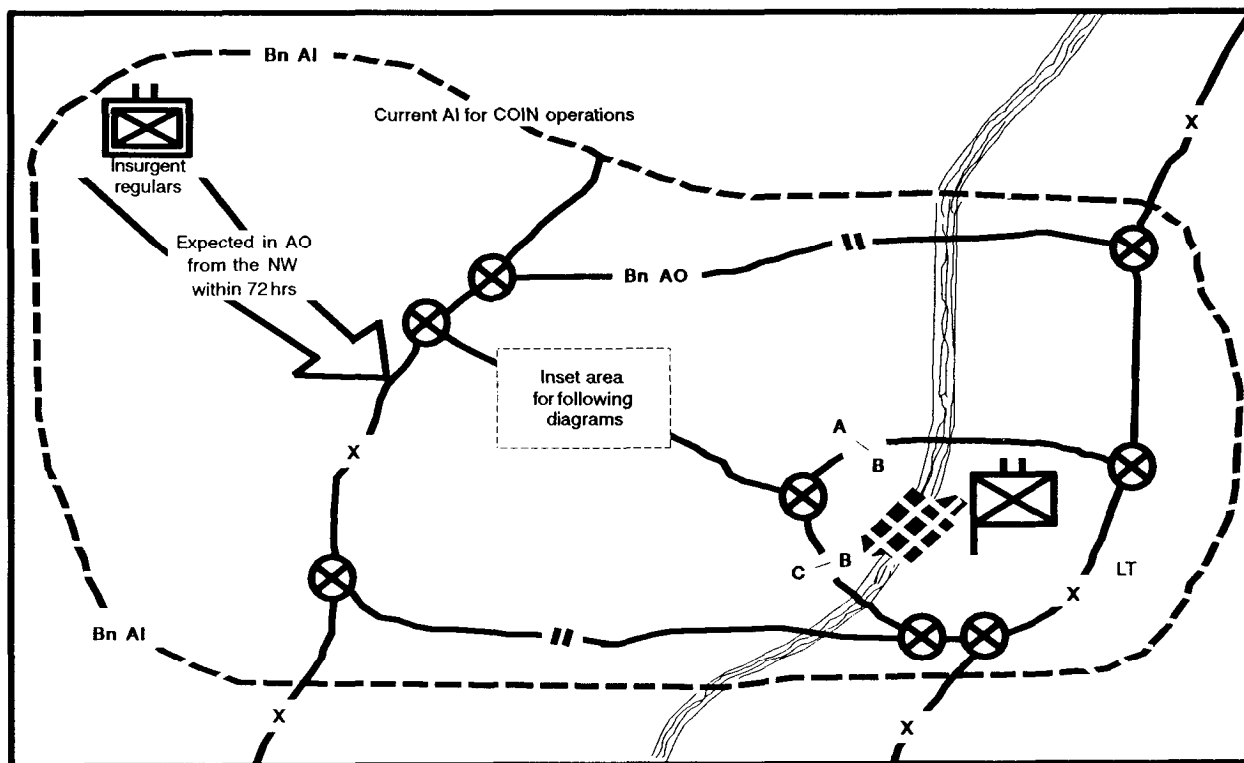 Bn AI
Current AI for COIN operations
X
Insurgent
regulars
Expected in AO
from the NW
within 72 hrs
Bn AO
Inset area
for following
diagrams
A
B
X
C
B
LT
X
Bn AI
X
X